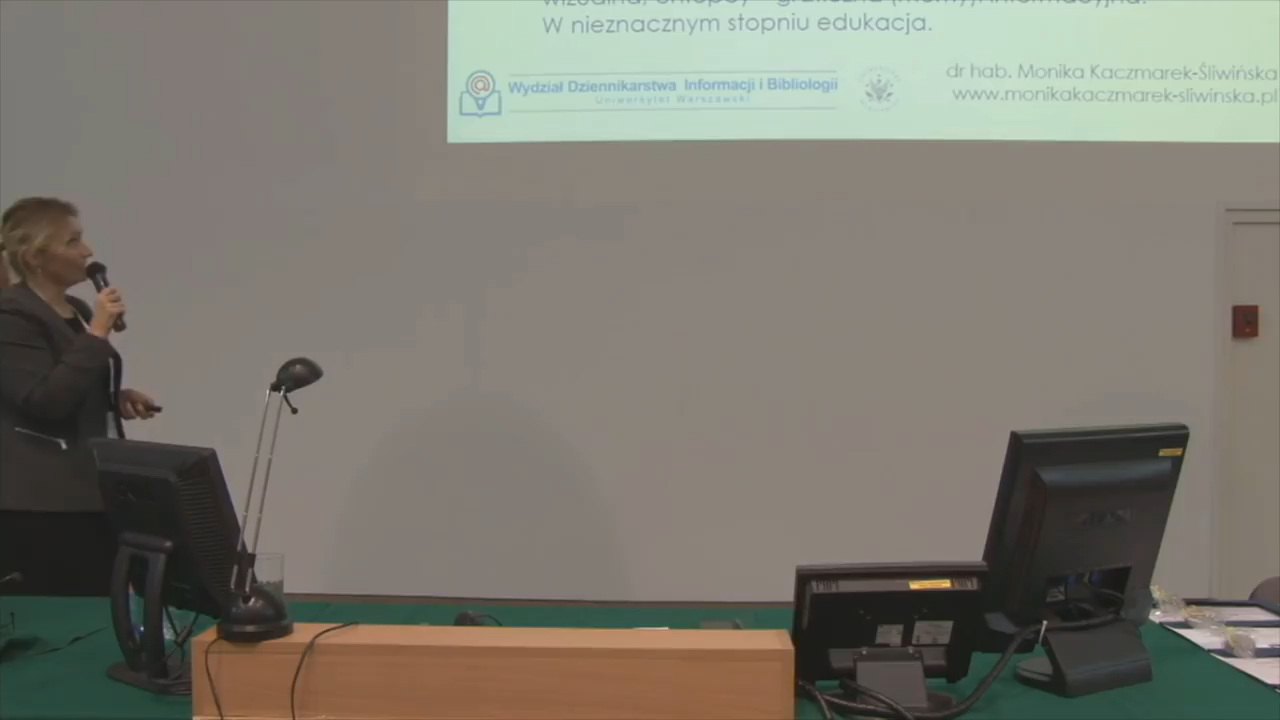 W nieznacznym stopniu edukacja.
Wydział Dziennikarstwa Informacji i Bibliologii
Uniwersytet Warszawski
dr hab. Monika Kaczmarek-Śliwińska
www.monikakaczmarek-sliwinska.pl